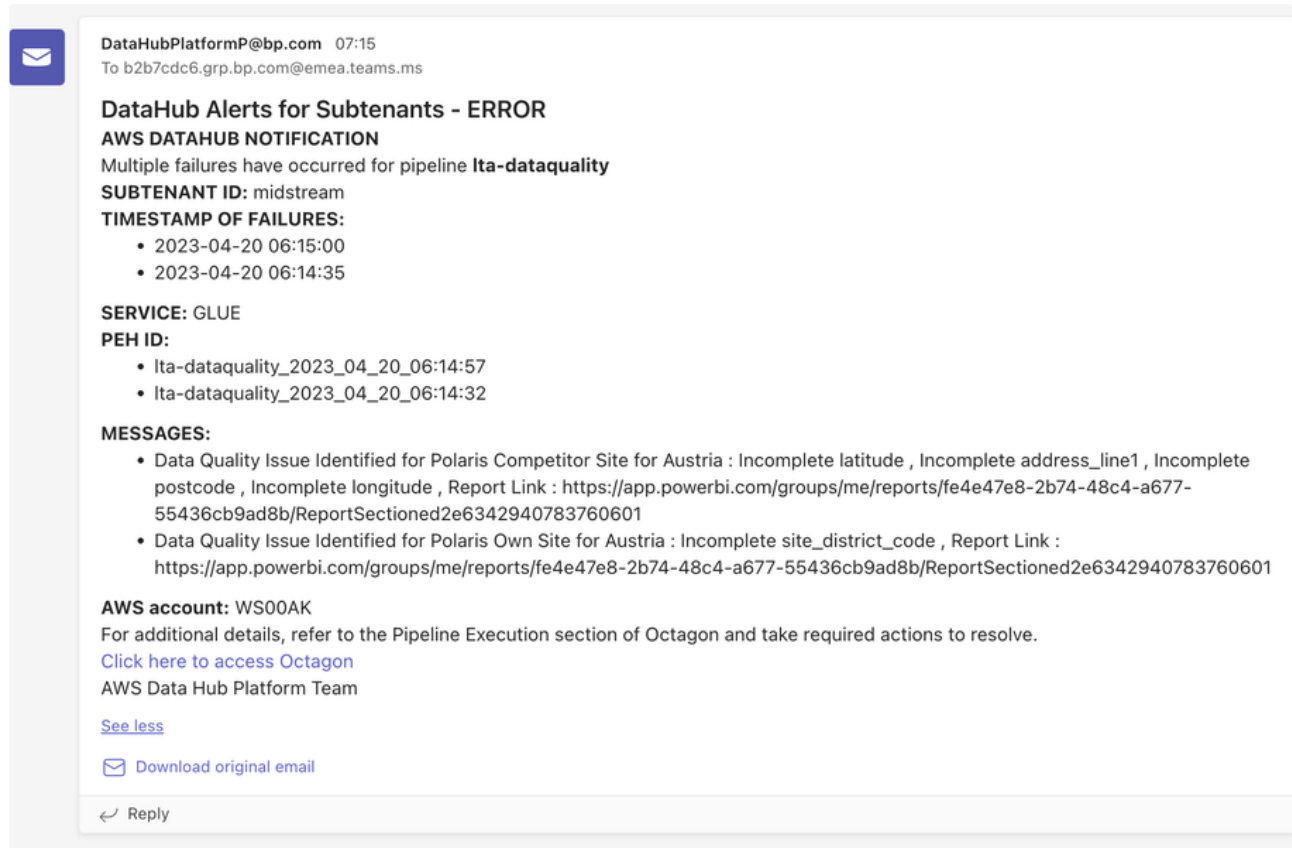 DataHubPlatformP@bp.com 07:15
To b2b7cdc6.grp.bp.com@emea.teams.ms
DataHub Alerts for Subtenants - ERROR
AWS DATAHUB NOTIFICATION
Multiple failures have occurred for pipeline lta-dataquality
SUBTENANT ID: midstream
TIMESTAMP OF FAILURES:
• 2023-04-20 06:15:00
• 2023-04-20 06:14:35
SERVICE: GLUE
PEH ID:
• lta-dataquality_2023_04_20_06:14:57
• lta-dataquality_2023_04_20_06:14:32
MESSAGES:
• Data Quality Issue Identified for Polaris Competitor Site for Austria : Incomplete latitude , Incomplete address_line1 , Incomplete
postcode , Incomplete longitude , Report Link : https://app.powerbi.com/groups/me/reports/fe4e47e8-2b74-48c4-a677-
55436cb9ad8b/ReportSectioned2e6342940783760601
• Data Quality Issue Identified for Polaris Own Site for Austria : Incomplete site_district_code , Report Link :
https://app.powerbi.com/groups/me/reports/fe4e47e8-2b74-48c4-a677-55436cb9ad8b/ReportSectioned2e6342940783760601
AWS account: WS00AK
For additional details, refer to the Pipeline Execution section of Octagon and take required actions to resolve.
Click here to access Octagon
AWS Data Hub Platform Team
See less
Download original email
Reply